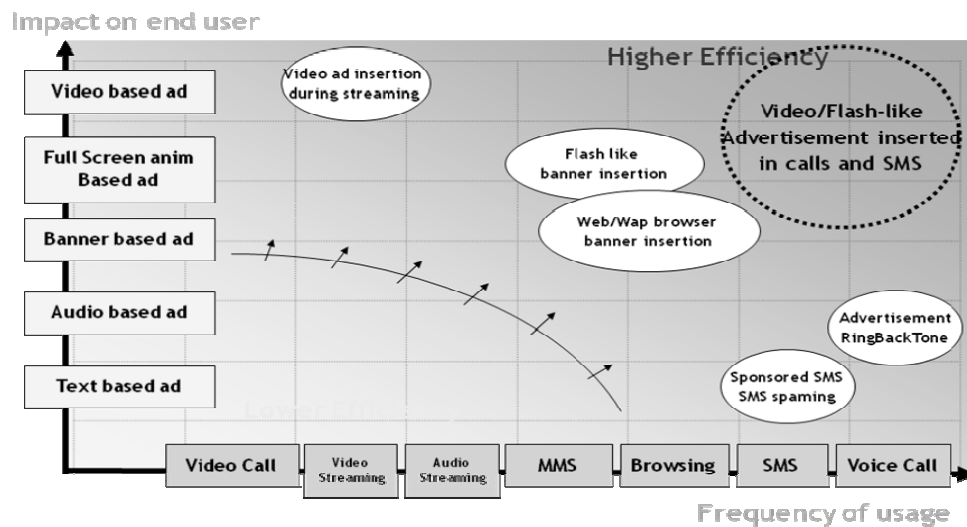 Impact on end user
Higher Efficiency
Video based ad
Video ad insertion
during streaming
Video/Flash-like
Advertisement inserted
in calls and SMS
Full Screen anim
Based ad
Flash like
banner insertion
Banner based ad
Web/Wap browser
banner insertion
Audio based ad
Advertisement
RingBackTone
Text based ad
Sponsored SMS
SMS spaming
Lower
Video Call
Video
Streaming
Audio
Streaming
MMS
Browsing
SMS
Voice Call
Frequency of usage